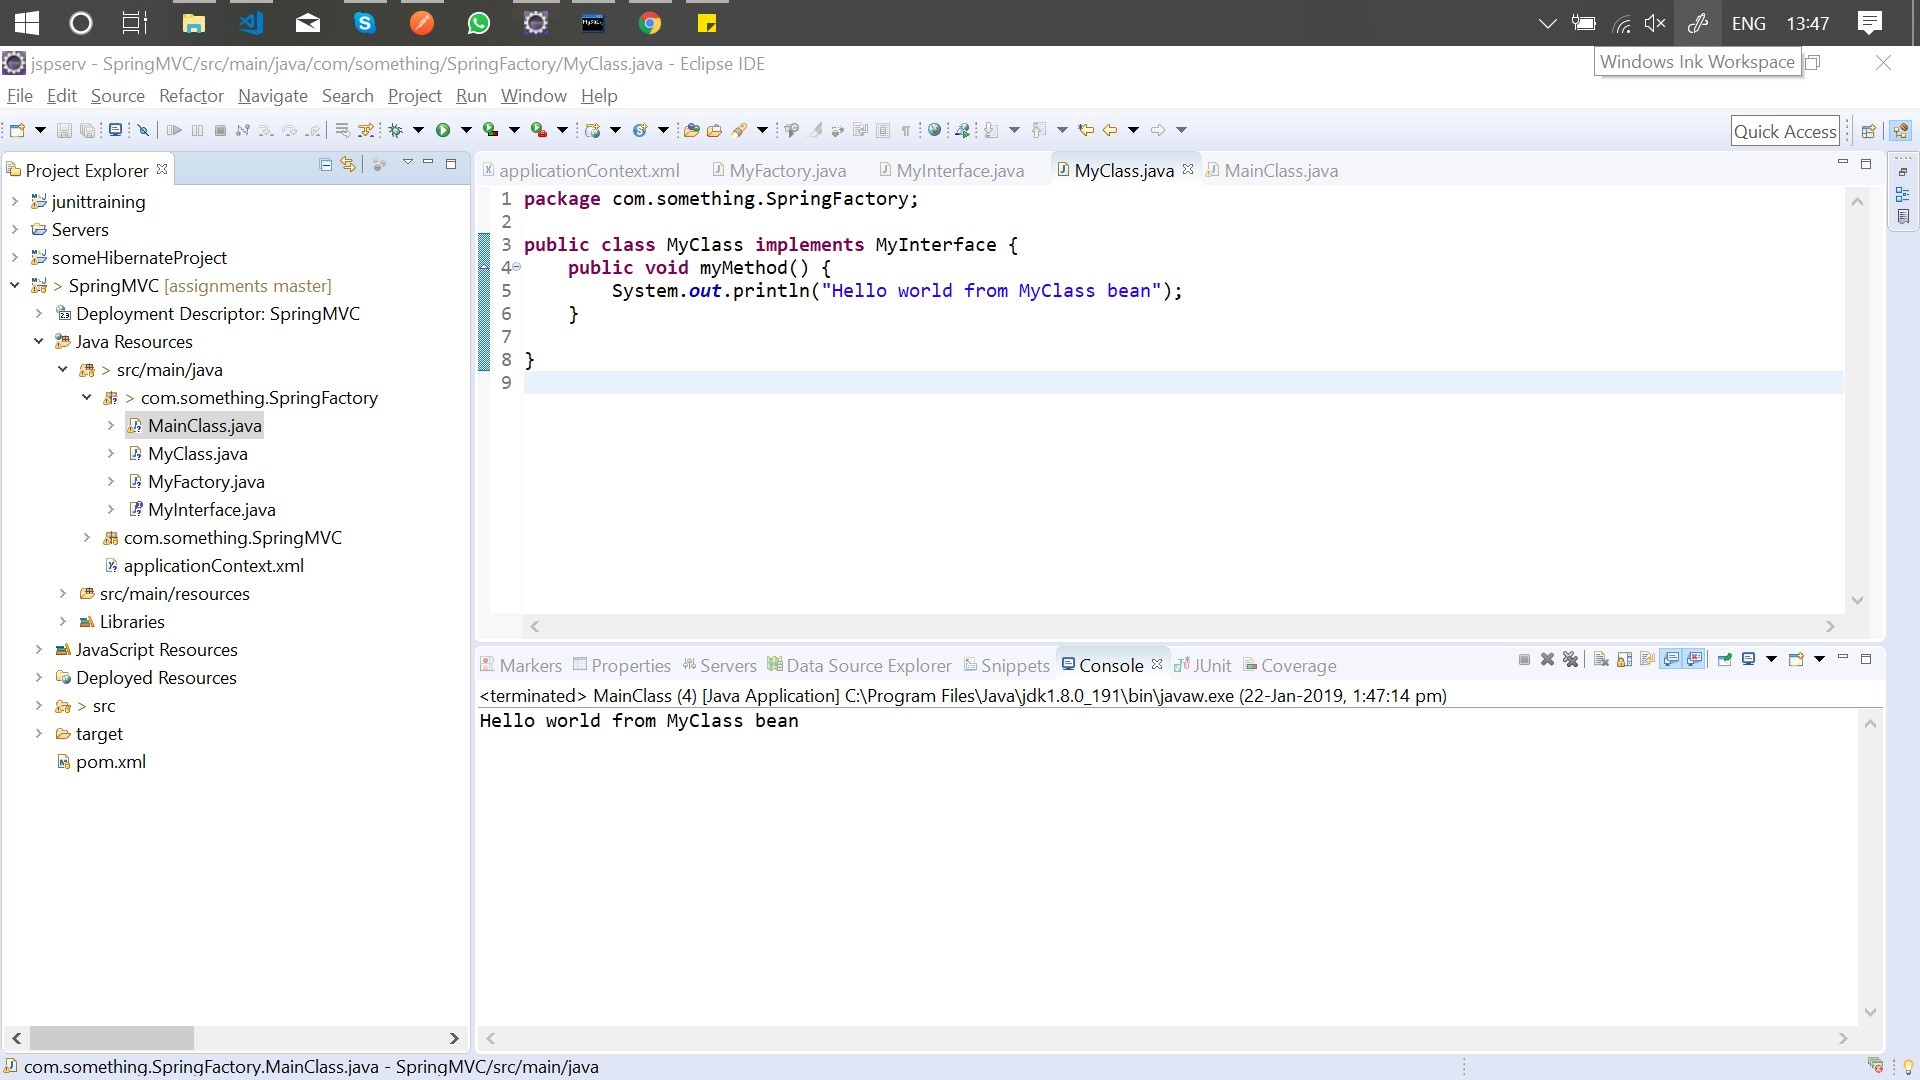 ENG 13:47
jspserv - SpringMVC/src/main/java/com/something/SpringFactory/MyClass.java - Eclipse IDE
Windows Ink Workspace
File Edit Source Refactor Navigate Search Project Run Window Help
Quick Access
Project Explorer
junittraining
Servers
someHibernateProject
> SpringMVC [assignments master]
Deployment Descriptor: SpringMVC
Java Resources
> src/main/java
> com.something.SpringFactory
MainClass.java
MyClass.java
MyFactory.java
MyInterface.java
com.something.SpringMVC
applicationContext.xml
src/main/resources
Libraries
JavaScript Resources
Deployed Resources
> src
target
pom.xml
applicationContext.xml MyFactory.java MyInterface.java MyClass.java MainClass.java
1 package com.something.SpringFactory;
2
3 public class MyClass implements MyInterface {
4 public void myMethod() {
5 System.out.println("Hello world from MyClass bean");
6 }
7
8 }
9
Markers Properties Servers Data Source Explorer Snippets Console JUnit Coverage
<terminated> MainClass (4) [Java Application] C:\Program Files\Java\jdk1.8.0_191\bin\javaw.exe (22-Jan-2019, 1:47:14 pm)
Hello world from MyClass bean
com.something.SpringFactory.MainClass.java - SpringMVC/src/main/java